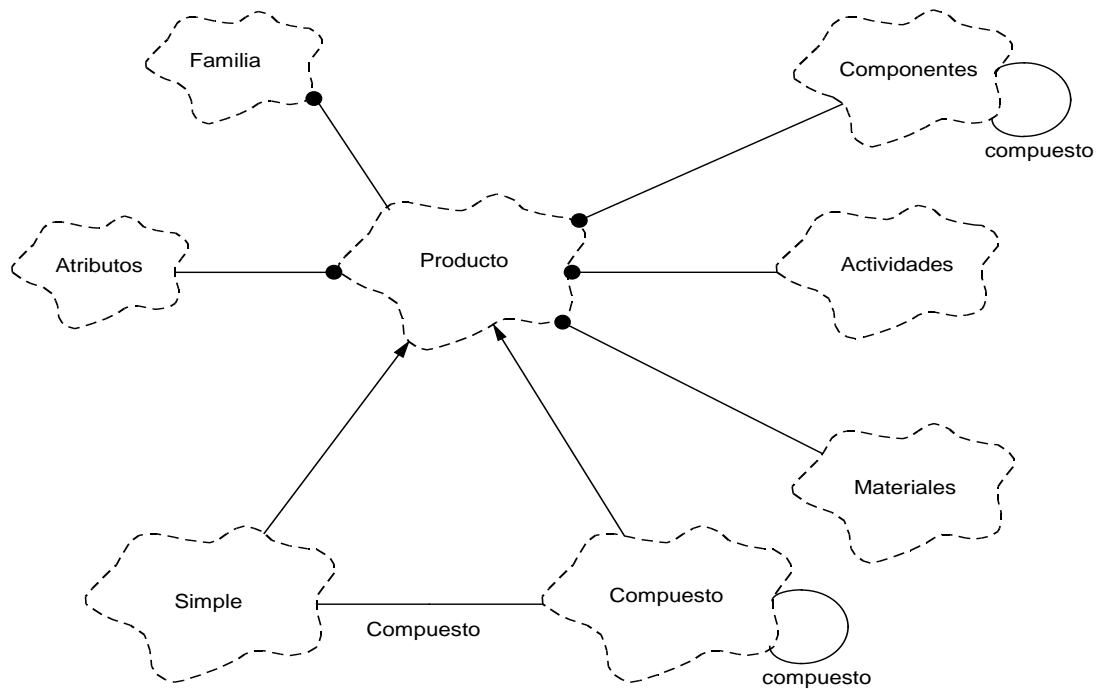 Familia
Componentes
compuesto
Atributos
Producto
Actividades
Materiales
Simple
Compuesto
Compuesto
compuesto